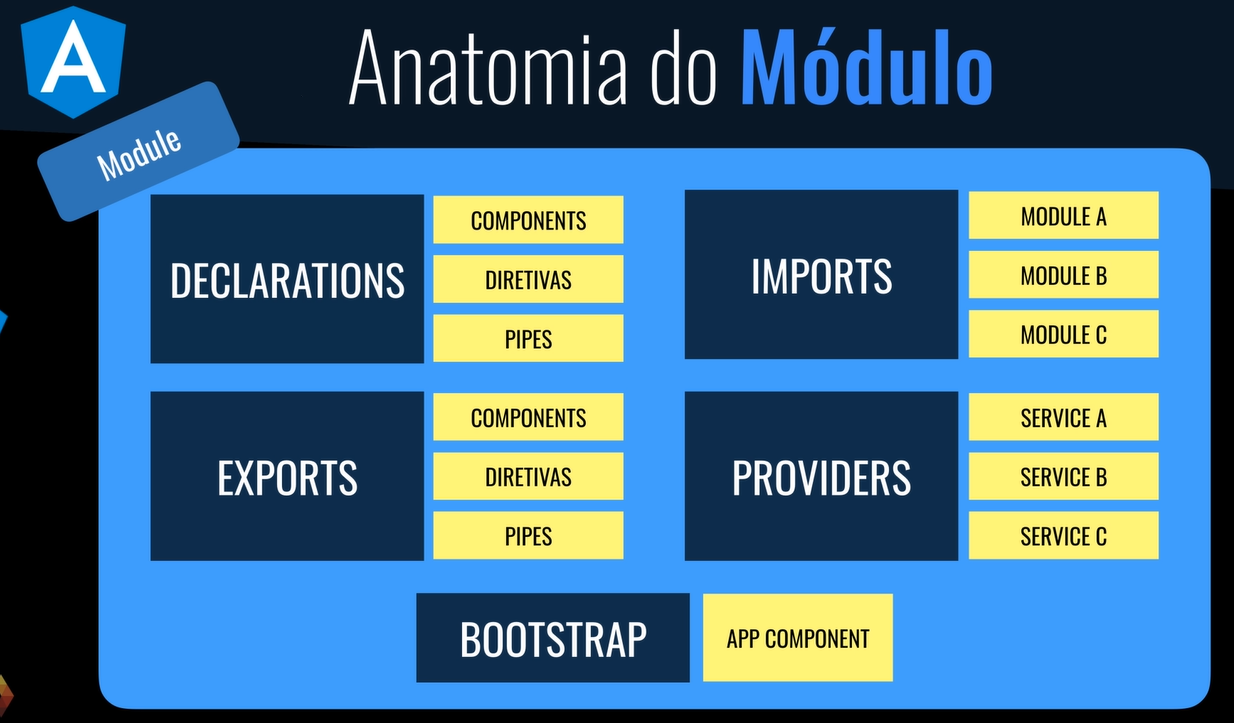 Anatomia do Módulo
Module
DECLARATIONS
COMPONENTS
DIRETIVAS
PIPES
IMPORTS
MODULE A
MODULE B
MODULE C
EXPORTS
COMPONENTS
DIRETIVAS
PIPES
PROVIDERS
SERVICE A
SERVICE B
SERVICE C
BOOTSTRAP
APP COMPONENT